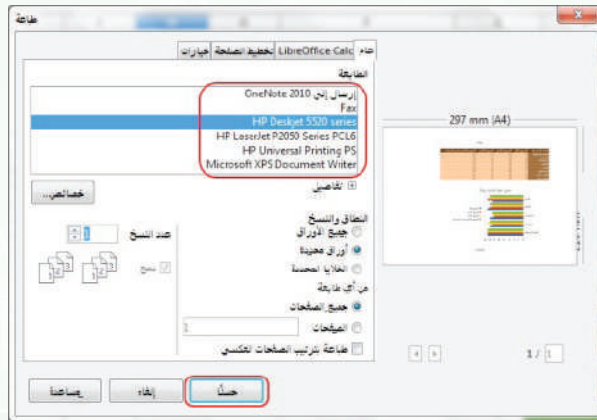 طباعة
عام LibreOffice Calc تخطيط الصفحة خيارات
الطابعة
إرسال إلى OneNote 2010
Fax
HP Deskjet 5520 series
HP LaserJet P2050 Series PCL6
HP Universal Printing PS
Microsoft XPS Document Writer
تفاصيل
خصائص...
النطاق والنسخ
جميع الأوراق
أوراق محددة
الخلايا المحددة
من أي طابعة
جميع الصفحات
الصفحات 1
طباعة بترتيب الصفحات العكسي
عدد النسخ 1
297 mm (A4)
1 / 1
حسنًا
إلغاء
مساعدة